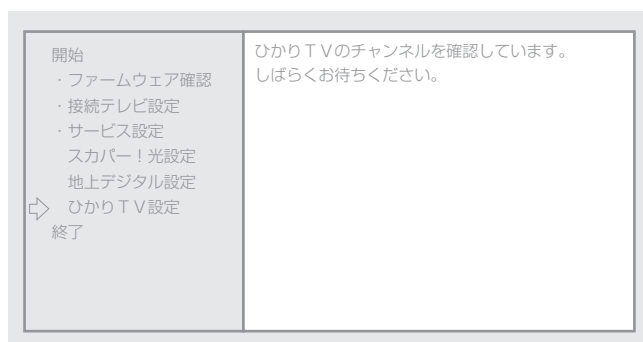 開始
・ファームウェア確認
・接続テレビ設定
・サービス設定
スカパー！光設定
地上デジタル設定
ひかりＴＶ設定
終了
ひかりＴＶのチャンネルを確認しています。
しばらくお待ちください。